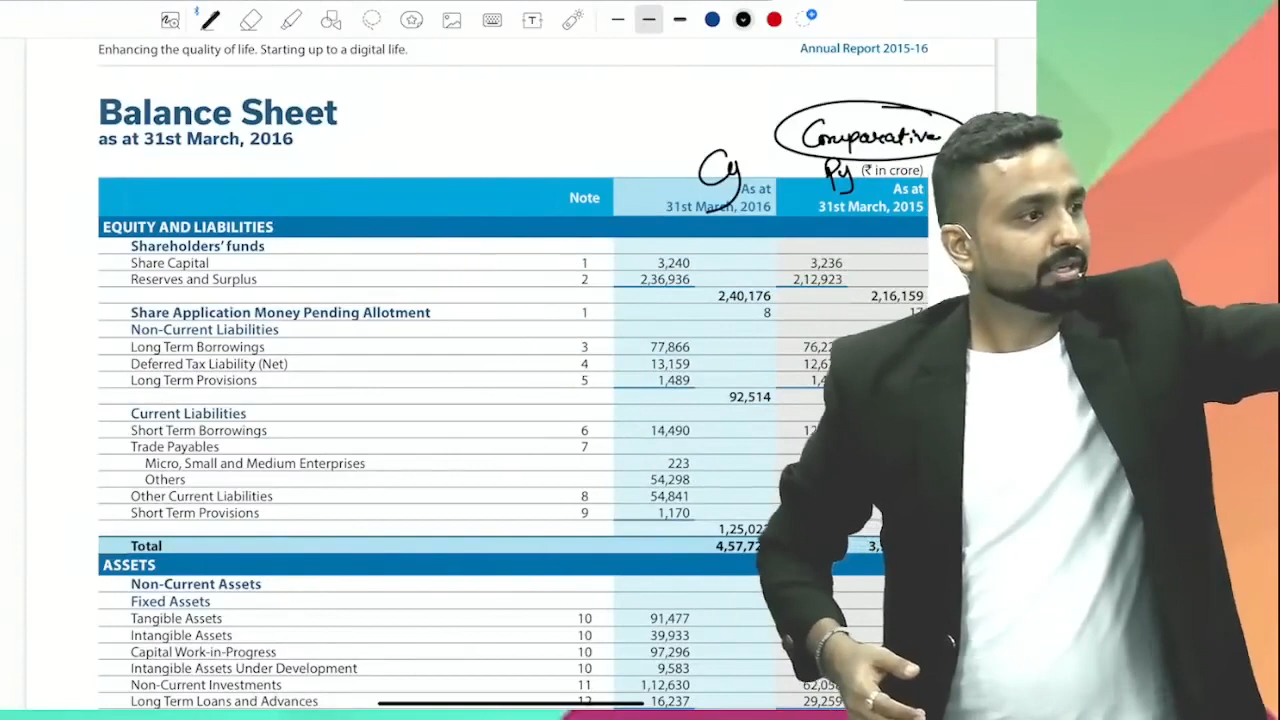 Enhancing the quality of life. Starting up to a digital life. Annual Report 2015-16
Balance Sheet
as at 31st March, 2016
Comparative
Cy Py (₹ in crore)
Note As at 31st March, 2016 As at 31st March, 2015
EQUITY AND LIABILITIES
Shareholders' funds
Share Capital 1 3,240 3,236
Reserves and Surplus 2 2,36,936 2,12,923
2,40,176 2,16,159
Share Application Money Pending Allotment 1 8
Non-Current Liabilities
Long Term Borrowings 3 77,866
Deferred Tax Liability (Net) 4 13,159
Long Term Provisions 5 1,489
92,514
Current Liabilities
Short Term Borrowings 6 14,490
Trade Payables 7
Micro, Small and Medium Enterprises 223
Others 54,298
Other Current Liabilities 8 54,841
Short Term Provisions 9 1,170
Total
ASSETS
Non-Current Assets
Fixed Assets
Tangible Assets 10 91,477
Intangible Assets 10 39,933
Capital Work-in-Progress 10 97,296
Intangible Assets Under Development 10 9,583
Non-Current Investments 11 1,12,630
Long Term Loans and Advances 12 16,237 29,259